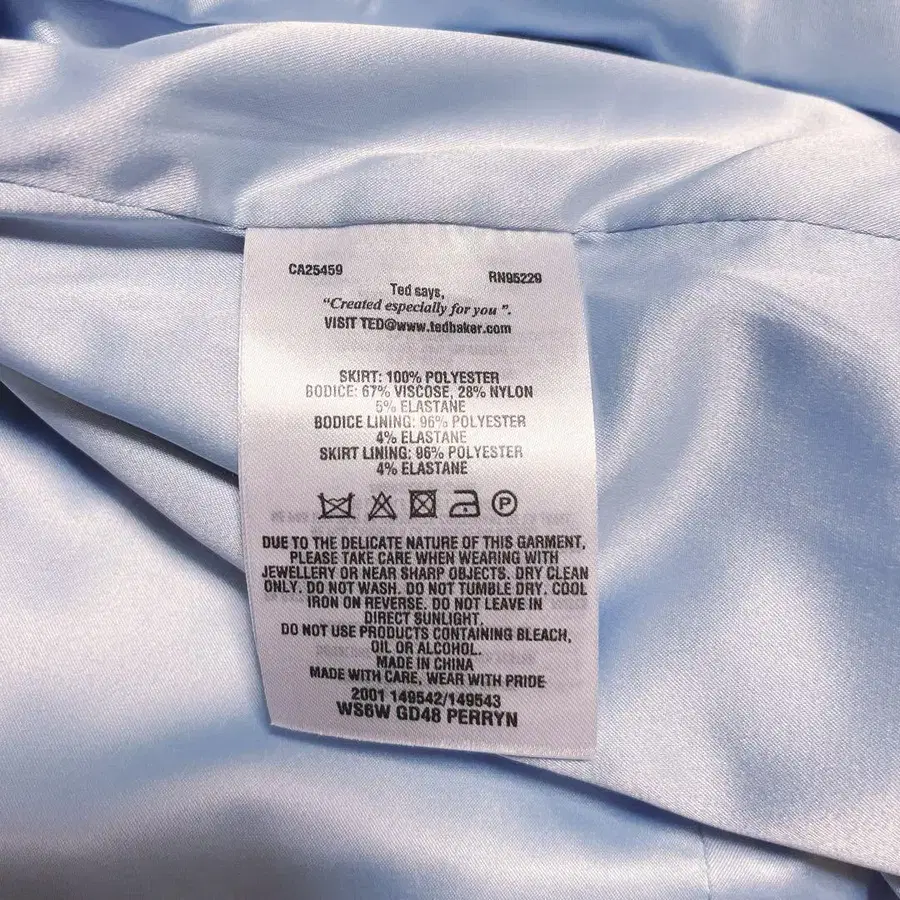 CA25459 RN95229
Ted says,
"Created especially for you ".
VISIT TED@www.tedbaker.com
SKIRT: 100% POLYESTER
BODICE: 67% VISCOSE, 28% NYLON
5% ELASTANE
BODICE LINING: 96% POLYESTER
4% ELASTANE
SKIRT LINING: 96% POLYESTER
4% ELASTANE
P
DUE TO THE DELICATE NATURE OF THIS GARMENT,
PLEASE TAKE CARE WHEN WEARING WITH
JEWELLERY OR NEAR SHARP OBJECTS. DRY CLEAN
ONLY. DO NOT WASH. DO NOT TUMBLE DRY. COOL
IRON ON REVERSE. DO NOT LEAVE IN
DIRECT SUNLIGHT.
DO NOT USE PRODUCTS CONTAINING BLEACH,
OIL OR ALCOHOL.
MADE IN CHINA
MADE WITH CARE, WEAR WITH PRIDE
2001 149542/149543
WS6W GD48 PERRYN